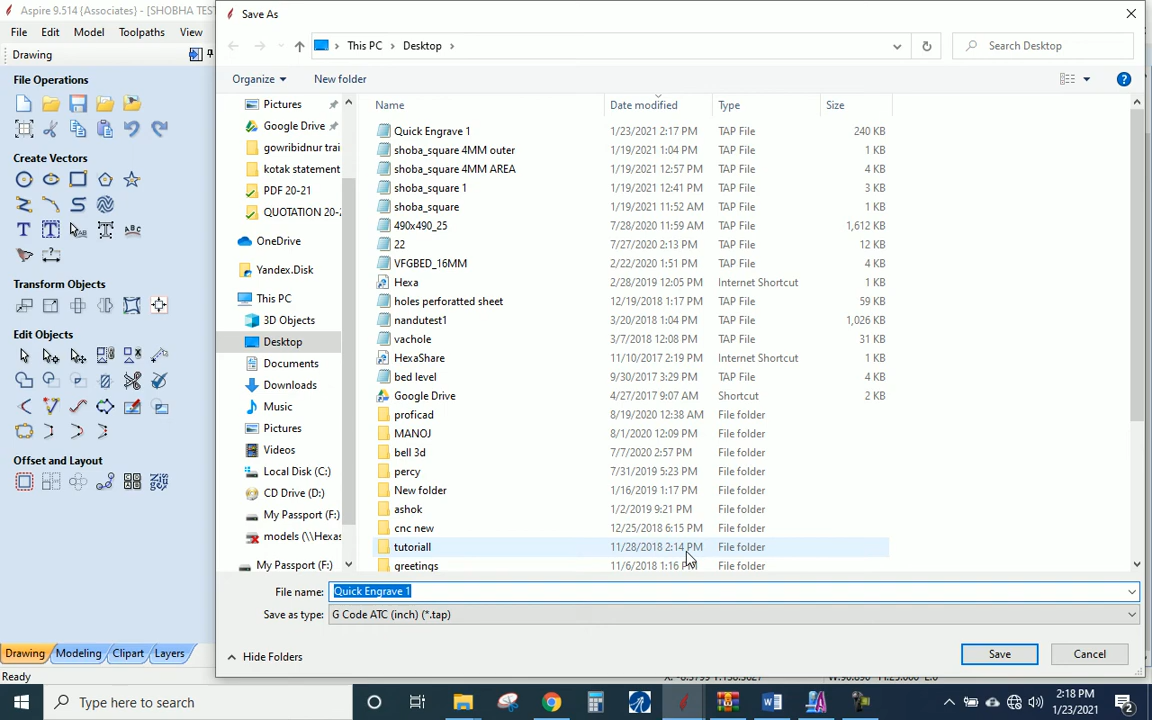 Aspire 9.514 {Associates} - [SHOBHA TEST
File Edit Model Toolpaths View
Drawing
File Operations
Create Vectors
Transform Objects
Edit Objects
Offset and Layout
Drawing Modeling Clipart Layers
Ready
Save As
This PC Desktop
Search Desktop
Organize New folder
Pictures
Google Drive
gowribidnur trai
kotak statement
PDF 20-21
QUOTATION 20-
OneDrive
Yandex.Disk
This PC
3D Objects
Desktop
Documents
Downloads
Music
Pictures
Videos
Local Disk (C:)
CD Drive (D:)
My Passport (F:)
models (\\Hexas
My Passport (F:)
Name Date modified Type Size
Quick Engrave 1 1/23/2021 2:17 PM TAP File 240 KB
shoba_square 4MM outer 1/19/2021 1:04 PM TAP File 1 KB
shoba_square 4MM AREA 1/19/2021 12:57 PM TAP File 4 KB
shoba_square 1 1/19/2021 12:41 PM TAP File 3 KB
shoba_square 1/19/2021 11:52 AM TAP File 1 KB
490x490_25 7/28/2020 11:59 AM TAP File 1,612 KB
22 7/27/2020 2:13 PM TAP File 12 KB
VFGBED_16MM 2/22/2020 1:51 PM TAP File 4 KB
Hexa 2/28/2019 12:05 PM Internet Shortcut 1 KB
holes perforatted sheet 12/19/2018 1:17 PM TAP File 59 KB
nandutest1 3/20/2018 1:04 PM TAP File 1,026 KB
vachole 3/7/2018 12:08 PM TAP File 31 KB
HexaShare 11/10/2017 2:19 PM Internet Shortcut 1 KB
bed level 9/30/2017 3:29 PM TAP File 4 KB
Google Drive 4/27/2017 9:07 AM Shortcut 2 KB
proficad 8/19/2020 12:38 AM File folder
MANOJ 8/1/2020 12:09 PM File folder
bell 3d 7/7/2020 2:57 PM File folder
percy 7/31/2019 5:23 PM File folder
New folder 1/16/2019 1:17 PM File folder
ashok 1/2/2019 9:21 PM File folder
cnc new 12/25/2018 6:15 PM File folder
tutoriall 11/28/2018 2:14 PM File folder
greetings 11/6/2018 1:16 PM File folder
File name: Quick Engrave 1
Save as type: G Code ATC (inch) (*.tap)
Hide Folders Save Cancel
Type here to search
2:18 PM
1/23/2021
2